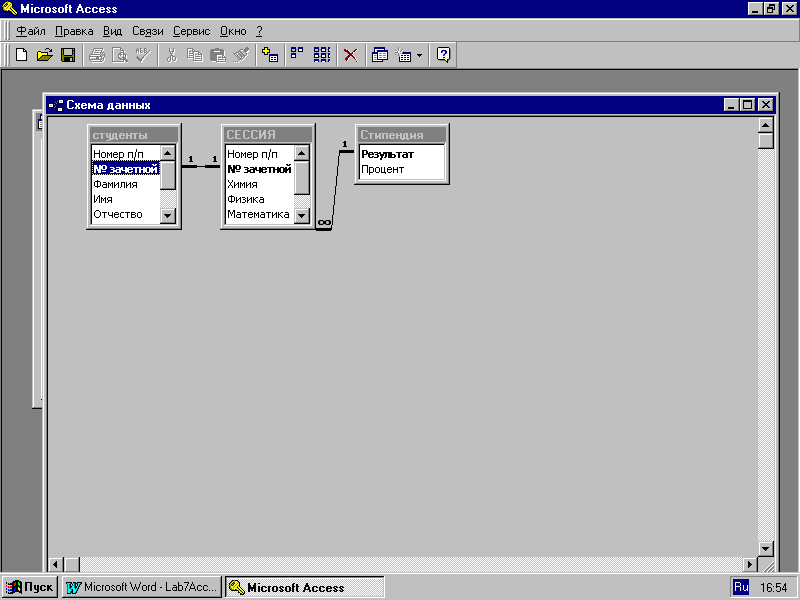 Microsoft Access
Файл Правка Вид Связи Сервис Окно ?
Схема данных
студенты
Номер п/п
№ зачетной
Фамилия
Имя
Отчество
1 1
СЕССИЯ
Номер п/п
№ зачетной
Химия
Физика
Математика
∞
1
Стипендия
Результат
Процент
Пуск
Microsoft Word - Lab7Acc...
Microsoft Access
Ru
16:54